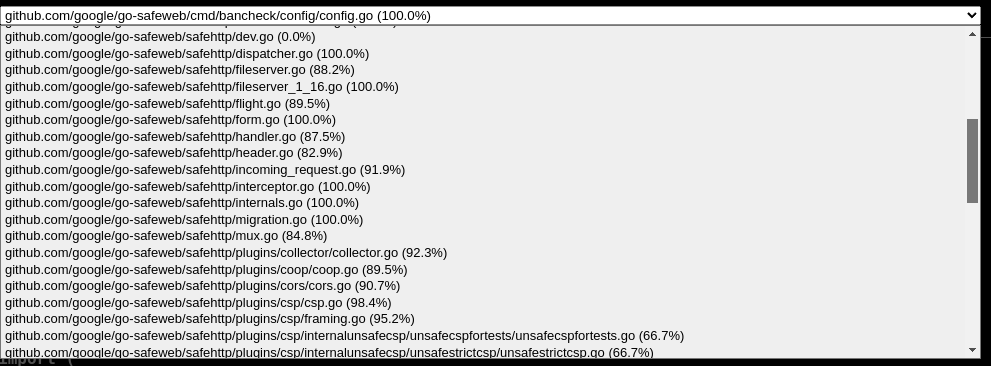 github.com/google/go-safeweb/cmd/bancheck/config/config.go (100.0%)
github.com/google/go-safeweb/safehttp/dev.go (0.0%)
github.com/google/go-safeweb/safehttp/dispatcher.go (100.0%)
github.com/google/go-safeweb/safehttp/fileserver.go (88.2%)
github.com/google/go-safeweb/safehttp/fileserver_1_16.go (100.0%)
github.com/google/go-safeweb/safehttp/flight.go (89.5%)
github.com/google/go-safeweb/safehttp/form.go (100.0%)
github.com/google/go-safeweb/safehttp/handler.go (87.5%)
github.com/google/go-safeweb/safehttp/header.go (82.9%)
github.com/google/go-safeweb/safehttp/incoming_request.go (91.9%)
github.com/google/go-safeweb/safehttp/interceptor.go (100.0%)
github.com/google/go-safeweb/safehttp/internals.go (100.0%)
github.com/google/go-safeweb/safehttp/migration.go (100.0%)
github.com/google/go-safeweb/safehttp/mux.go (84.8%)
github.com/google/go-safeweb/safehttp/plugins/collector/collector.go (92.3%)
github.com/google/go-safeweb/safehttp/plugins/coop/coop.go (89.5%)
github.com/google/go-safeweb/safehttp/plugins/cors/cors.go (90.7%)
github.com/google/go-safeweb/safehttp/plugins/csp/csp.go (98.4%)
github.com/google/go-safeweb/safehttp/plugins/csp/framing.go (95.2%)
github.com/google/go-safeweb/safehttp/plugins/csp/internalunsafecsp/unsafecspfortests/unsafecspfortests.go (66.7%)
github.com/google/go-safeweb/safehttp/plugins/csp/internalunsafecsp/unsafestrictcsp/unsafestrictcsp.go (66.7%)
import (